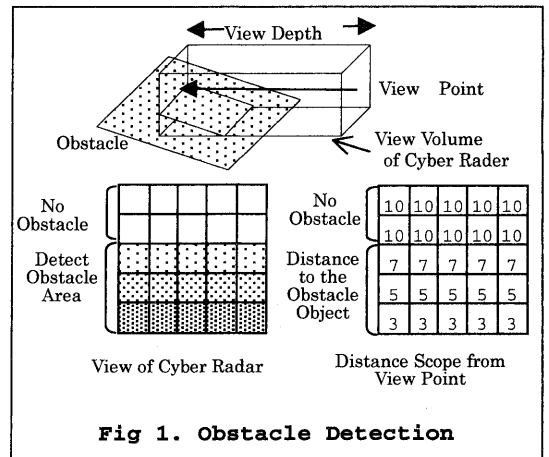 View Depth
View Point
Obstacle
View Volume
of Cyber Rader
No
Obstacle
Detect
Obstacle
Area
View of Cyber Radar
No
Obstacle
10 10 10 10 10
10 10 10 10 10
Distance
to the
Obstacle
Object
7 7 7 7 7
5 5 5 5 5
3 3 3 3 3
Distance Scope from
View Point
Fig 1. Obstacle Detection